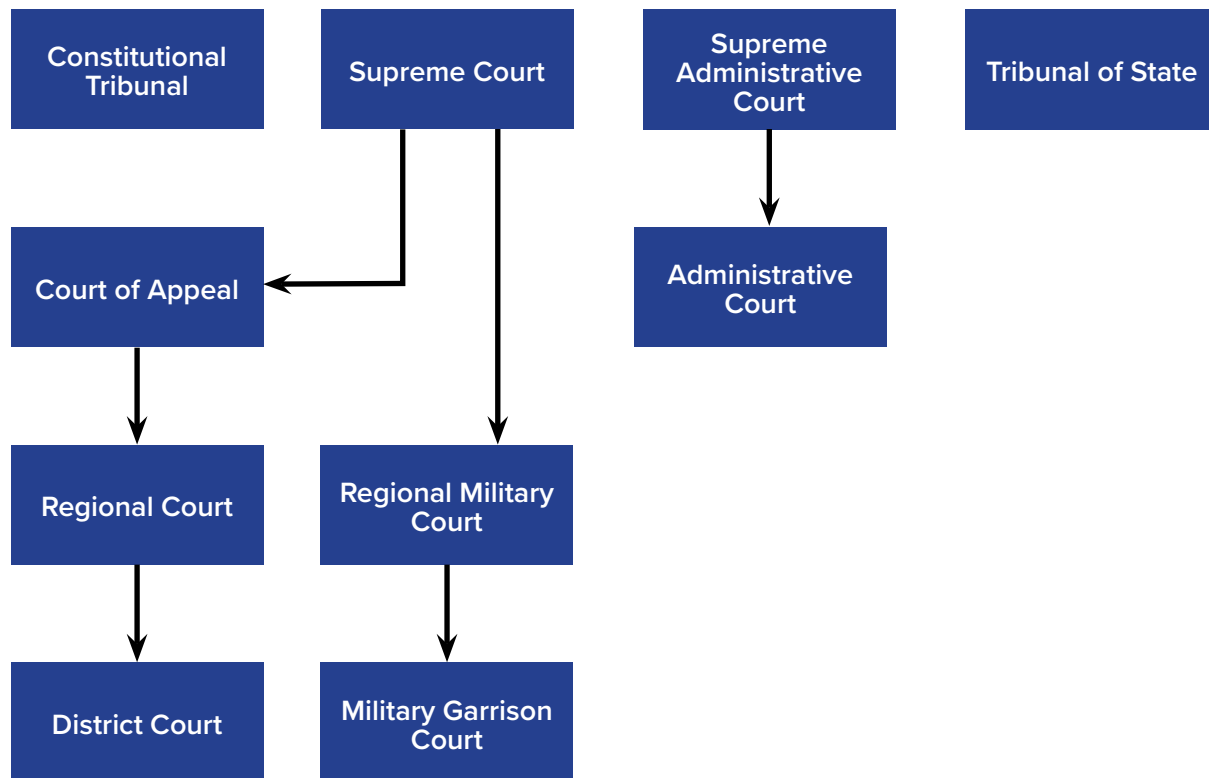 Constitutional
Tribunal
Supreme Court
Supreme
Administrative
Court
Tribunal of State
Court of Appeal
Administrative
Court
Regional Court
Regional Military
Court
District Court
Military Garrison
Court